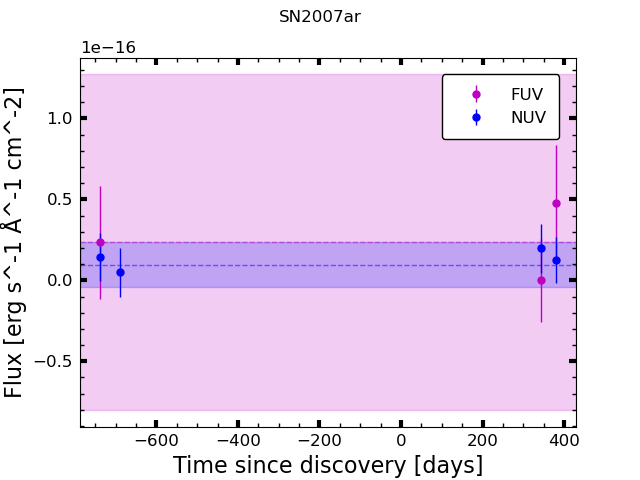 SN2007ar
1e−16
FUV
NUV
1.0
0.5
0.0
−0.5
Flux [erg s^-1 Å^-1 cm^-2]
−600
−400
−200
0
200
400
Time since discovery [days]